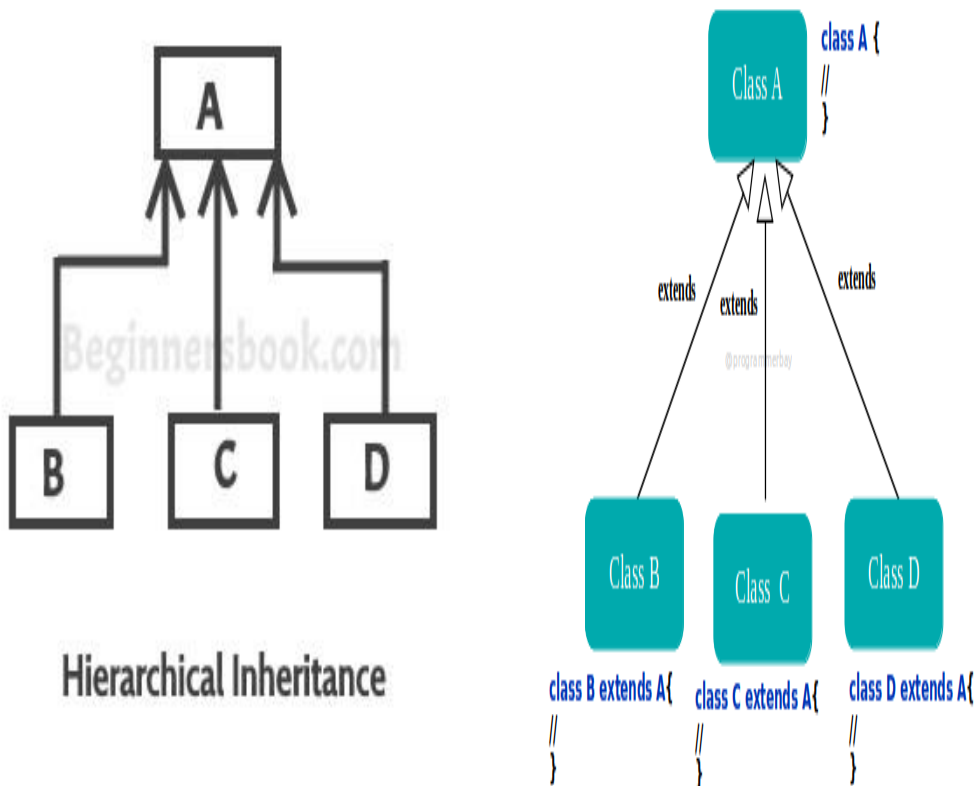 A
Beginnersbook.com
B
C
D
Hierarchical Inheritance
Class A
class A {
//
}
extends
extends
extends
@programmerbay
Class B
Class C
Class D
class B extends A{
//
}
class C extends A{
//
}
class D extends A{
//
}